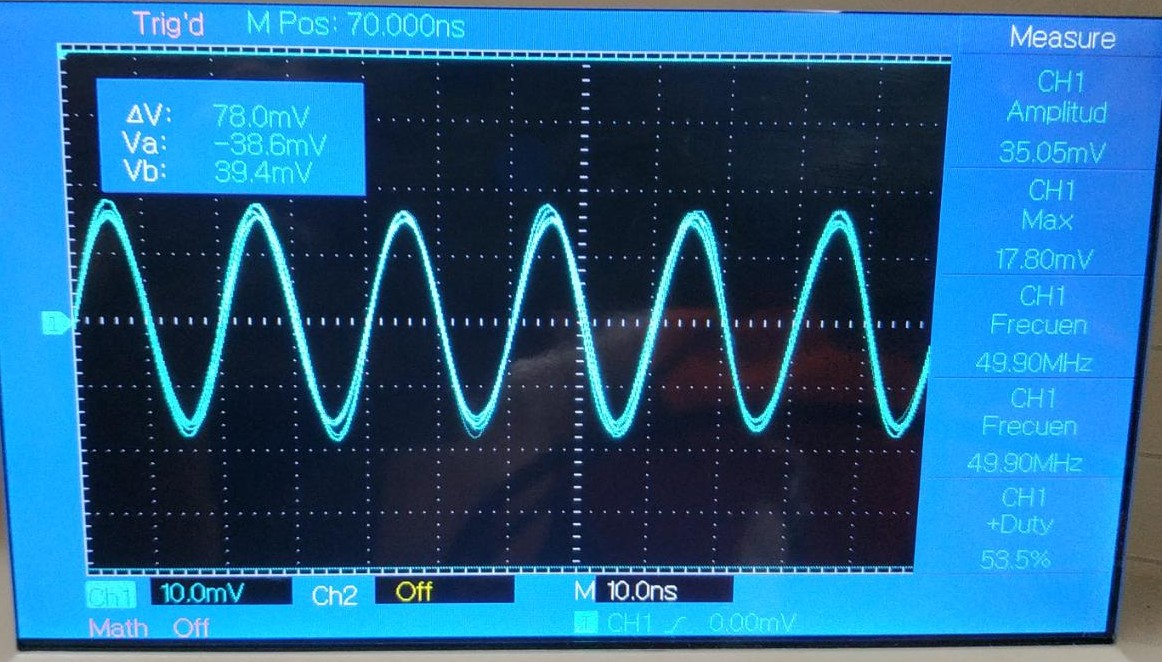 Trig'd M Pos: 70.000ns
Measure
ΔV: 78.0mV
Va: -38.6mV
Vb: 39.4mV
CH1
Amplitud
35.05mV
CH1
Max
17.80mV
CH1
Frecuen
49.90MHz
CH1
Frecuen
49.90MHz
CH1
+Duty
53.5%
1
Ch1 10.0mV Ch2 Off M 10.0ns
Math Off CH1 0.00mV